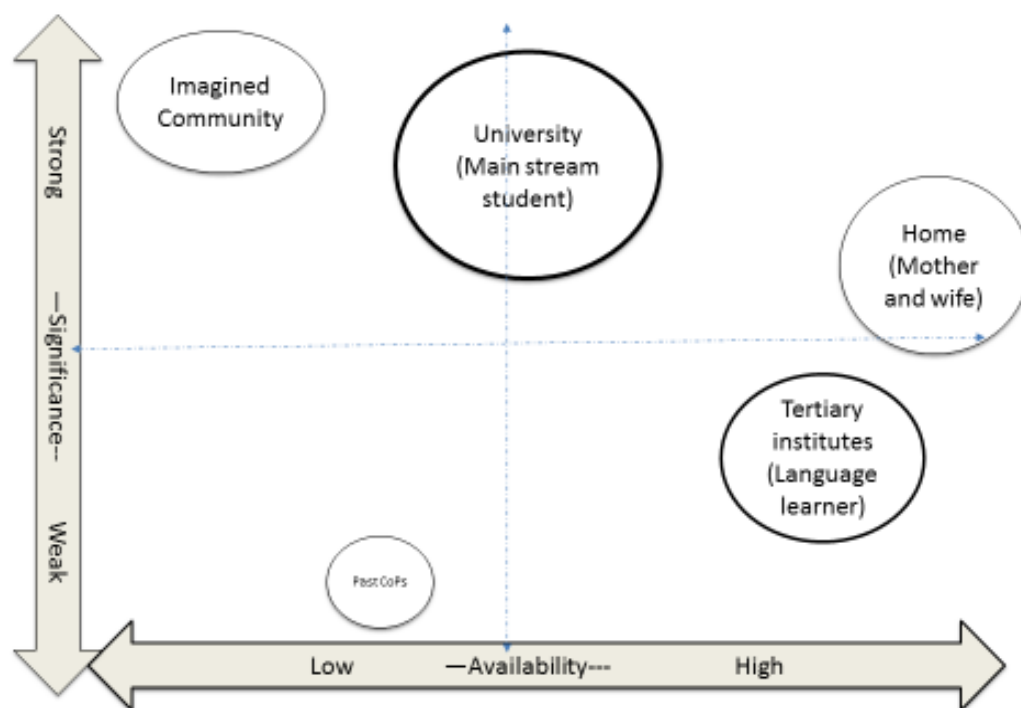 Imagined
Community
University
(Main stream
student)
Home
(Mother
and wife)
Tertiary
institutes
(Language
learner)
Past CoPs
Strong
—Significance---
Weak
Low
—Availability---
High